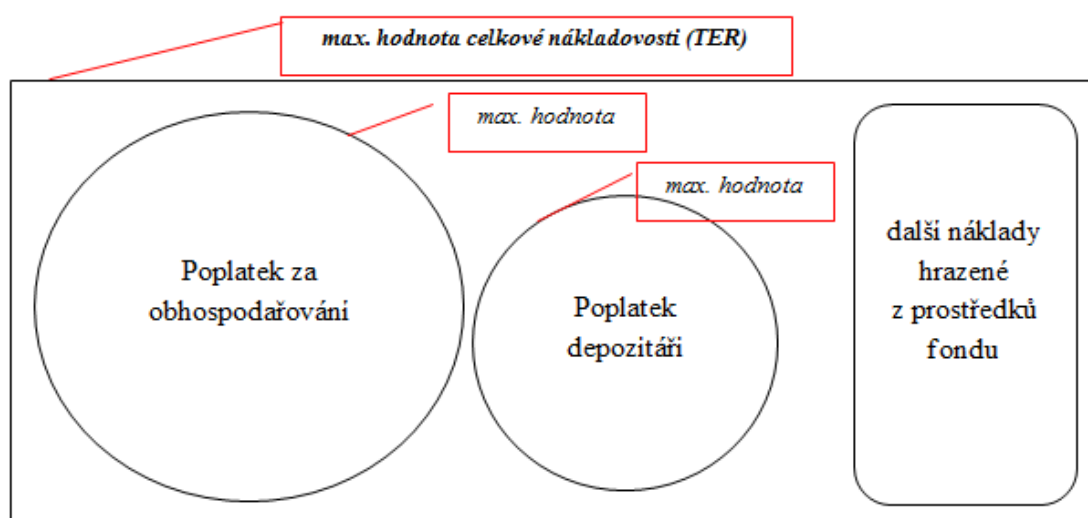 max. hodnota celkové nákladovosti (TER)
max. hodnota
max. hodnota
Poplatek za
obhospodařování
Poplatek
depozitáři
další náklady
hrazené
z prostředků
fondu